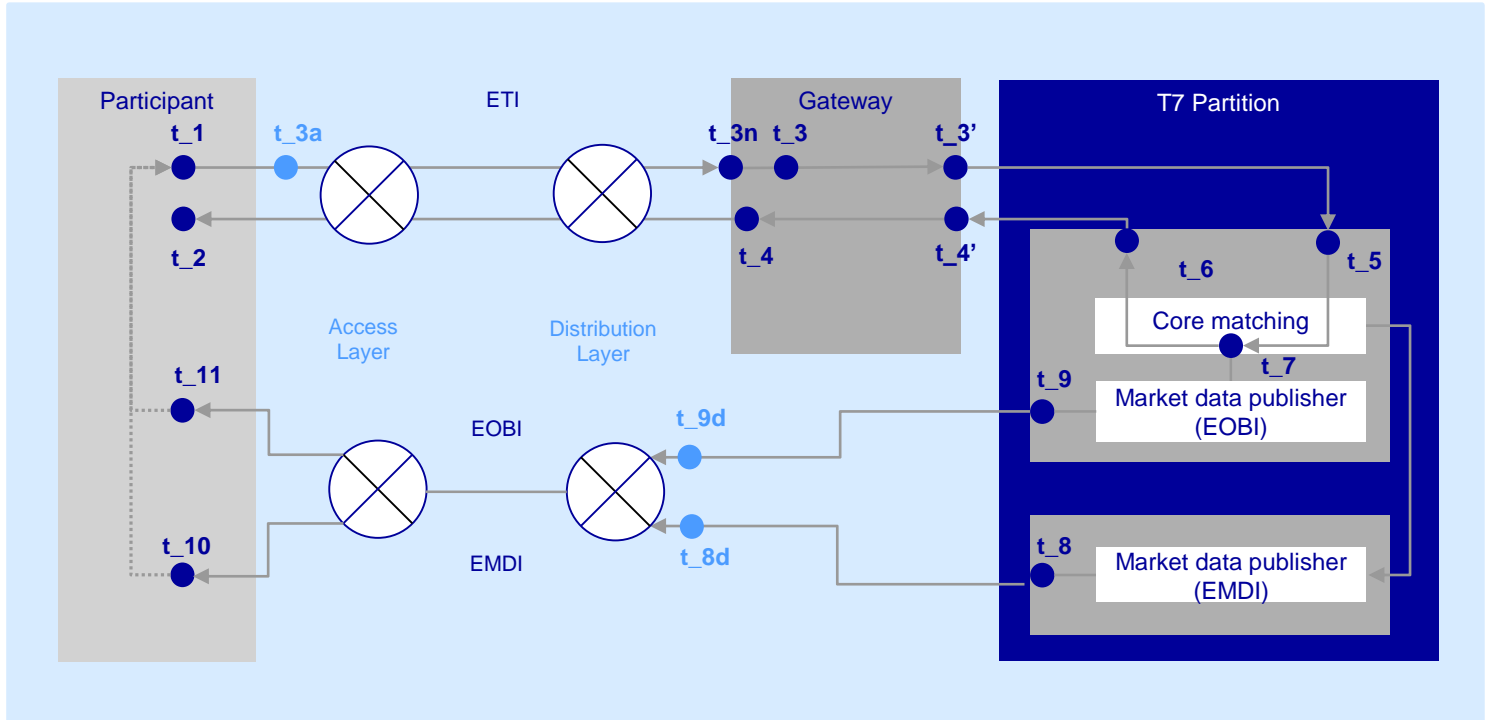 Participant
ETI
Gateway
T7 Partition
t_1
t_3a
t_3n
t_3
t_3’
t_2
t_4
t_4’
t_6
t_5
Access
Layer
Distribution
Layer
Core matching
t_7
t_11
t_9
Market data publisher
(EOBI)
EOBI
t_9d
t_10
EMDI
t_8d
t_8
Market data publisher
(EMDI)